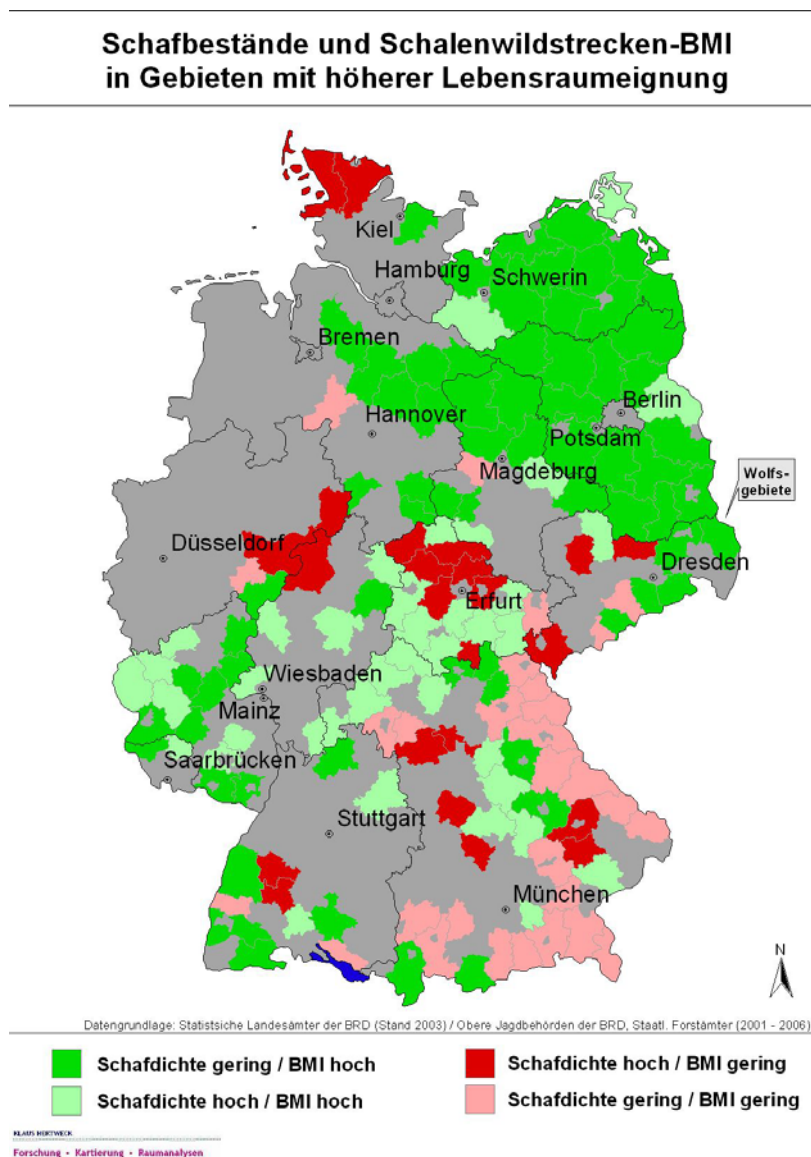 Schafbestände und Schalenwildstrecken-BMI
in Gebieten mit höherer Lebensraumeignung
Kiel
Hamburg
Schwerin
Bremen
Berlin
Hannover
Potsdam
Magdeburg
Wolfs-
gebiete
Düsseldorf
Dresden
Erfurt
Wiesbaden
Mainz
Saarbrücken
Stuttgart
München
N
Datengrundlage: Statistsiche Landesämter der BRD (Stand 2003) / Obere Jagdbehörden der BRD, Staatl. Forstämter (2001 - 2006)
Schafdichte gering / BMI hoch
Schafdichte hoch / BMI gering
Schafdichte hoch / BMI hoch
Schafdichte gering / BMI gering
KLAUS HERTWECK
Forschung - Kartierung - Raumanalysen